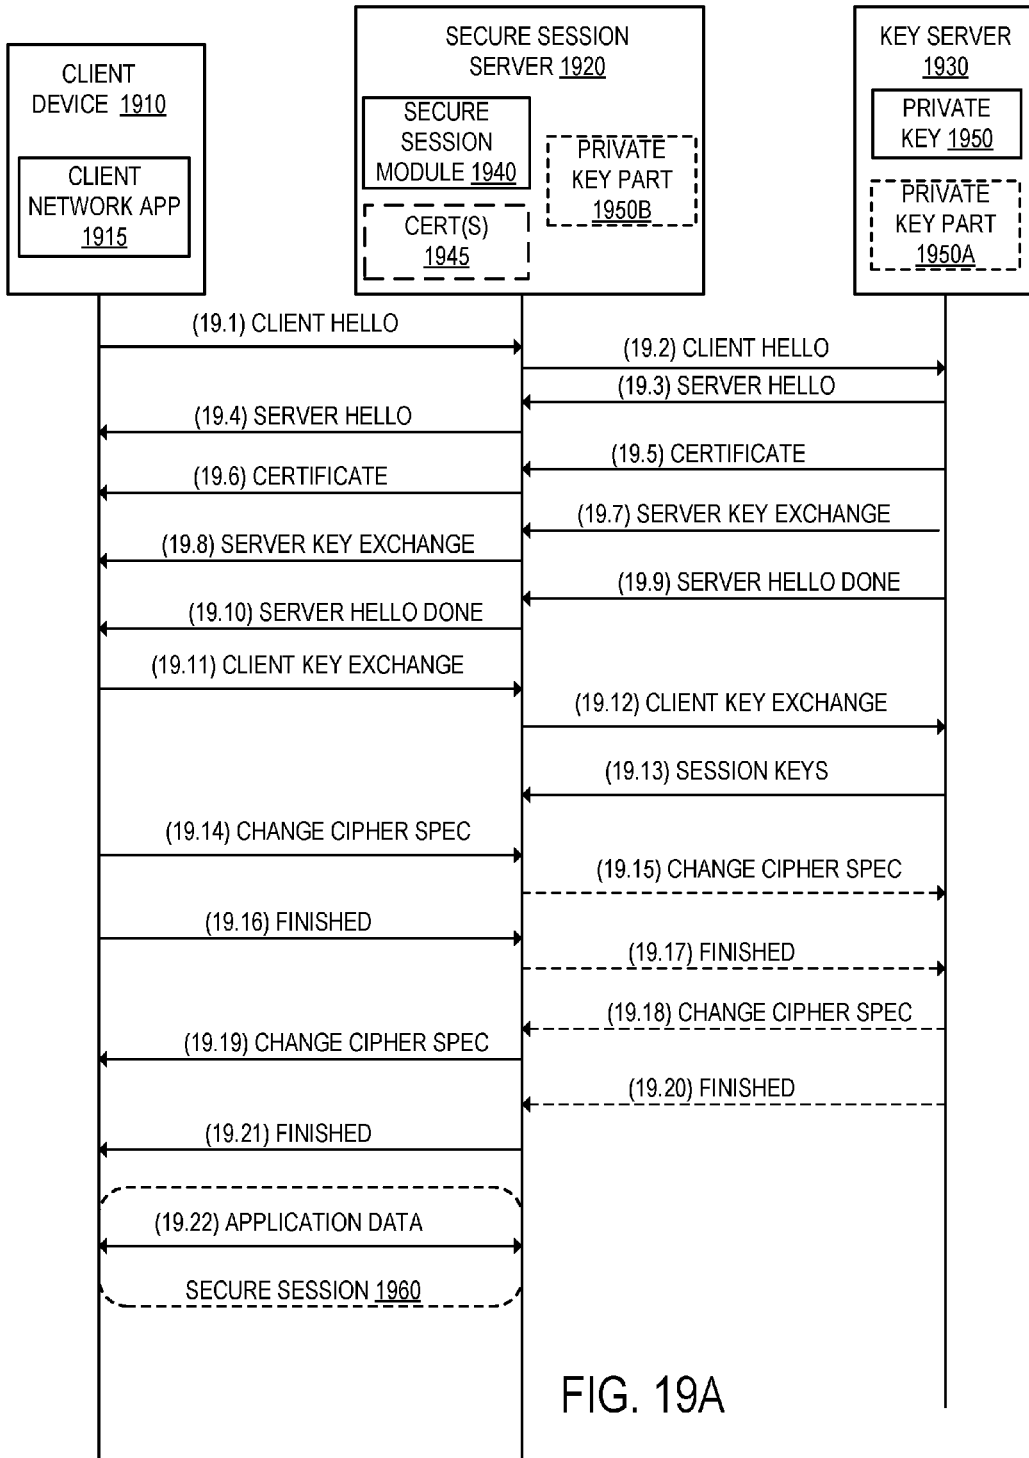 CLIENT
DEVICE 1910
CLIENT
NETWORK APP
1915
SECURE SESSION
SERVER 1920
SECURE
SESSION
MODULE 1940
CERT(S)
1945
PRIVATE
KEY PART
1950B
KEY SERVER
1930
PRIVATE
KEY 1950
PRIVATE
KEY PART
1950A
(19.1) CLIENT HELLO
(19.2) CLIENT HELLO
(19.3) SERVER HELLO
(19.4) SERVER HELLO
(19.5) CERTIFICATE
(19.6) CERTIFICATE
(19.7) SERVER KEY EXCHANGE
(19.8) SERVER KEY EXCHANGE
(19.9) SERVER HELLO DONE
(19.10) SERVER HELLO DONE
(19.11) CLIENT KEY EXCHANGE
(19.12) CLIENT KEY EXCHANGE
(19.13) SESSION KEYS
(19.14) CHANGE CIPHER SPEC
(19.15) CHANGE CIPHER SPEC
(19.16) FINISHED
(19.17) FINISHED
(19.18) CHANGE CIPHER SPEC
(19.19) CHANGE CIPHER SPEC
(19.20) FINISHED
(19.21) FINISHED
(19.22) APPLICATION DATA
SECURE SESSION 1960
FIG. 19A